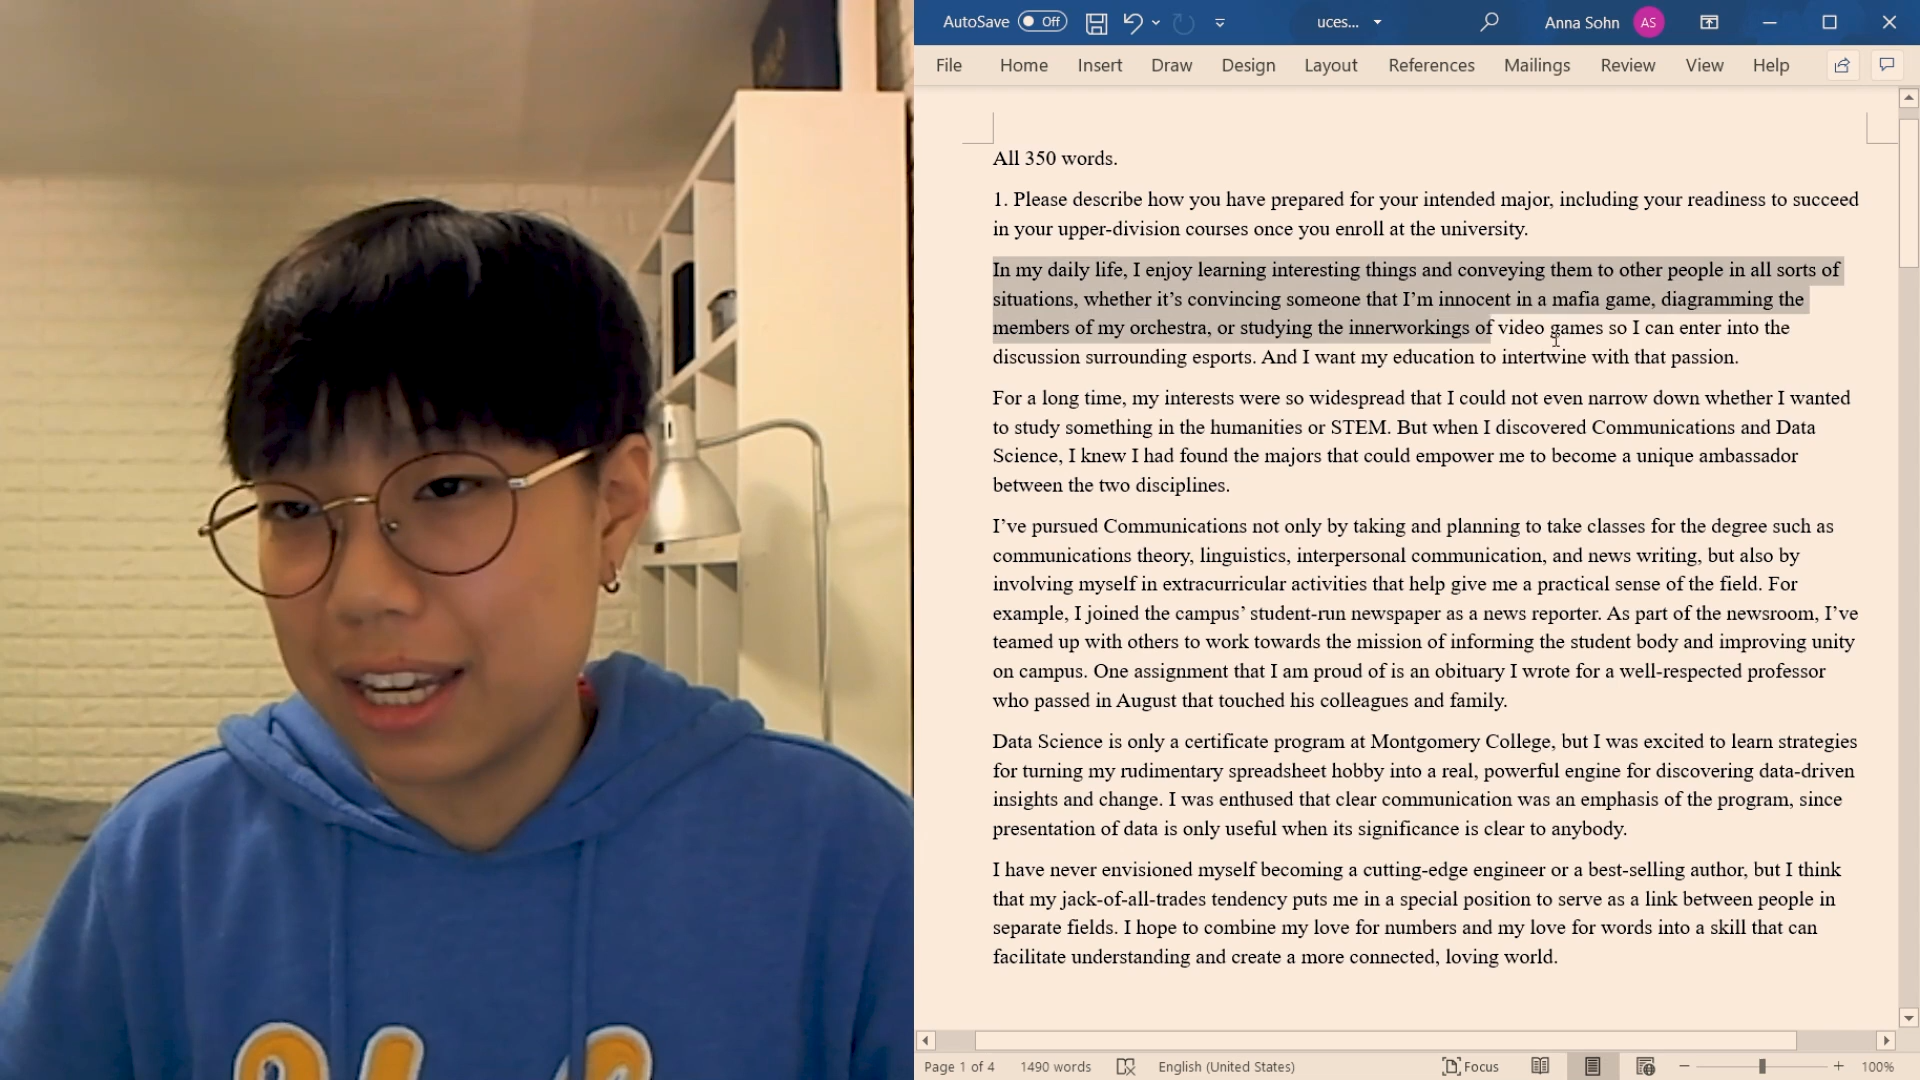 AutoSave Off uces... Anna Sohn AS
File Home Insert Draw Design Layout References Mailings Review View Help
All 350 words.
1. Please describe how you have prepared for your intended major, including your readiness to succeed
in your upper-division courses once you enroll at the university.
In my daily life, I enjoy learning interesting things and conveying them to other people in all sorts of
situations, whether it’s convincing someone that I’m innocent in a mafia game, diagramming the
members of my orchestra, or studying the innerworkings of video games so I can enter into the
discussion surrounding esports. And I want my education to intertwine with that passion.
For a long time, my interests were so widespread that I could not even narrow down whether I wanted
to study something in the humanities or STEM. But when I discovered Communications and Data
Science, I knew I had found the majors that could empower me to become a unique ambassador
between the two disciplines.
I’ve pursued Communications not only by taking and planning to take classes for the degree such as
communications theory, linguistics, interpersonal communication, and news writing, but also by
involving myself in extracurricular activities that help give me a practical sense of the field. For
example, I joined the campus’ student-run newspaper as a news reporter. As part of the newsroom, I’ve
teamed up with others to work towards the mission of informing the student body and improving unity
on campus. One assignment that I am proud of is an obituary I wrote for a well-respected professor
who passed in August that touched his colleagues and family.
Data Science is only a certificate program at Montgomery College, but I was excited to learn strategies
for turning my rudimentary spreadsheet hobby into a real, powerful engine for discovering data-driven
insights and change. I was enthused that clear communication was an emphasis of the program, since
presentation of data is only useful when its significance is clear to anybody.
I have never envisioned myself becoming a cutting-edge engineer or a best-selling author, but I think
that my jack-of-all-trades tendency puts me in a special position to serve as a link between people in
separate fields. I hope to combine my love for numbers and my love for words into a skill that can
facilitate understanding and create a more connected, loving world.
Page 1 of 4 1490 words English (United States) Focus 100%